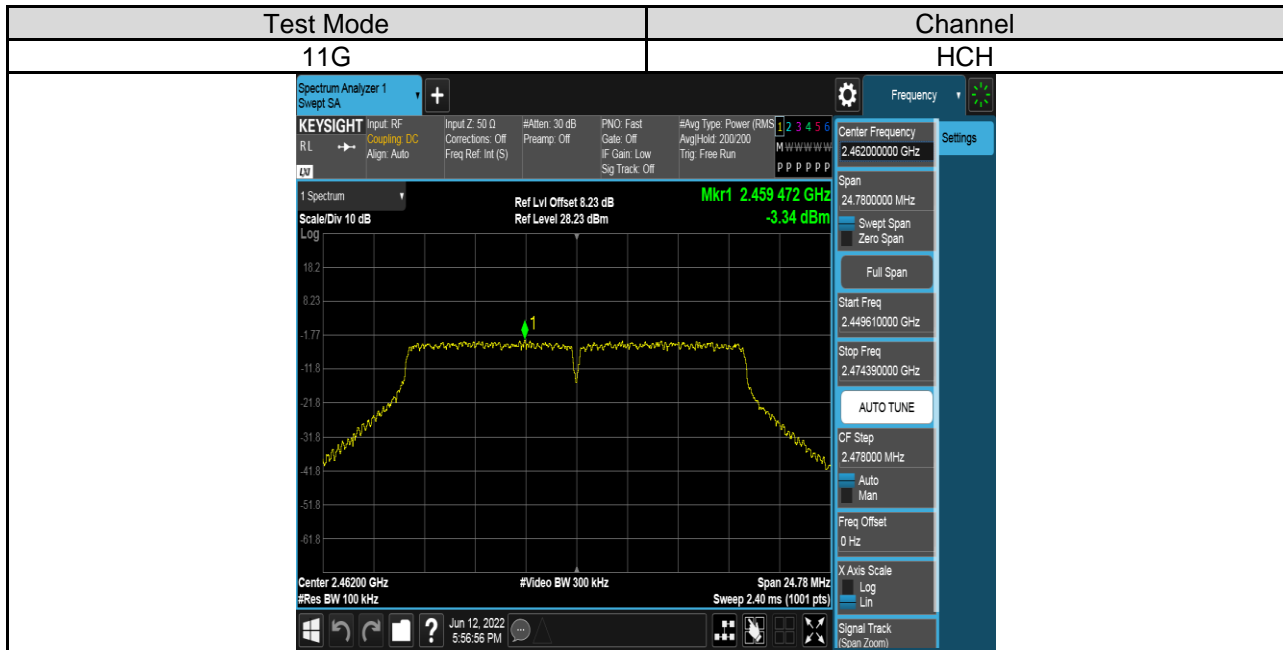 Test Mode Channel
11G HCH
Spectrum Analyzer 1
Swept SA
+
Frequency
KEYSIGHT
RL
LXI
Input: RF
Coupling: DC
Align: Auto
Input Z: 50 Ω
Corrections: Off
Freq Ref: Int (S)
#Atten: 30 dB
Preamp: Off
PNO: Fast
Gate: Off
IF Gain: Low
Sig Track: Off
#Avg Type: Power (RMS
Avg|Hold: 200/200
Trig: Free Run
1 2 3 4 5 6
M W W W W W
P P P P P P
1 Spectrum
Scale/Div 10 dB
Log
Ref Lvl Offset 8.23 dB
Ref Level 28.23 dBm
Mkr1 2.459 472 GHz
-3.34 dBm
18.2
8.23
-1.77
-11.8
-21.8
-31.8
-41.8
-51.8
-61.8
1
Center 2.46200 GHz
#Res BW 100 kHz
#Video BW 300 kHz
Span 24.78 MHz
Sweep 2.40 ms (1001 pts)
Center Frequency
2.462000000 GHz
Settings
Span
24.7800000 MHz
Swept Span
Zero Span
Full Span
Start Freq
2.449610000 GHz
Stop Freq
2.474390000 GHz
AUTO TUNE
CF Step
2.478000 MHz
Auto
Man
Freq Offset
0 Hz
X Axis Scale
Log
Lin
Signal Track
(Span Zoom)
?
Jun 12, 2022
5:56:56 PM